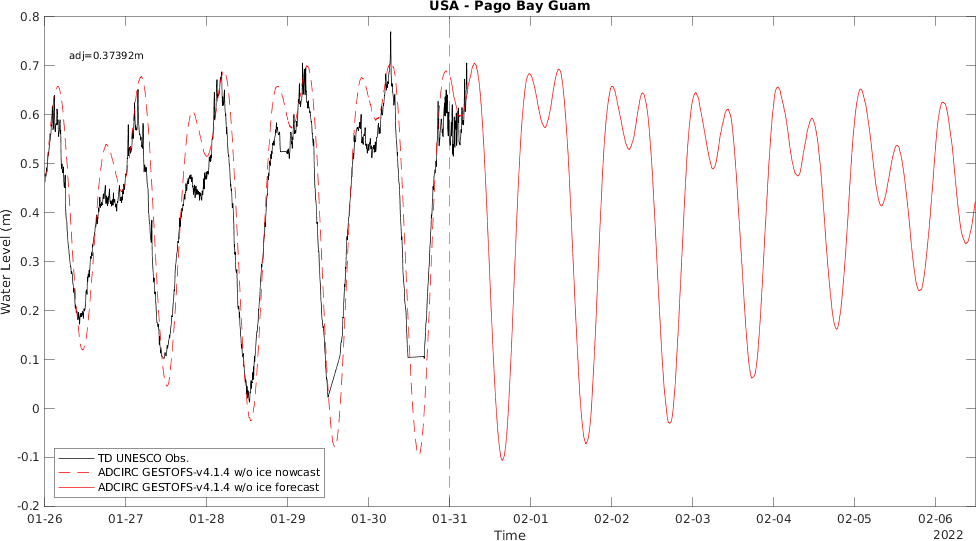 USA - Pago Bay Guam
adj=0.37392m
0.8
0.7
0.6
0.5
0.4
0.3
0.2
0.1
0
-0.1
-0.2
Water Level (m)
TD UNESCO Obs.
ADCIRC GESTOFS-v4.1.4 w/o ice nowcast
ADCIRC GESTOFS-v4.1.4 w/o ice forecast
01-26 01-27 01-28 01-29 01-30 01-31 02-01 02-02 02-03 02-04 02-05 02-06
Time
2022